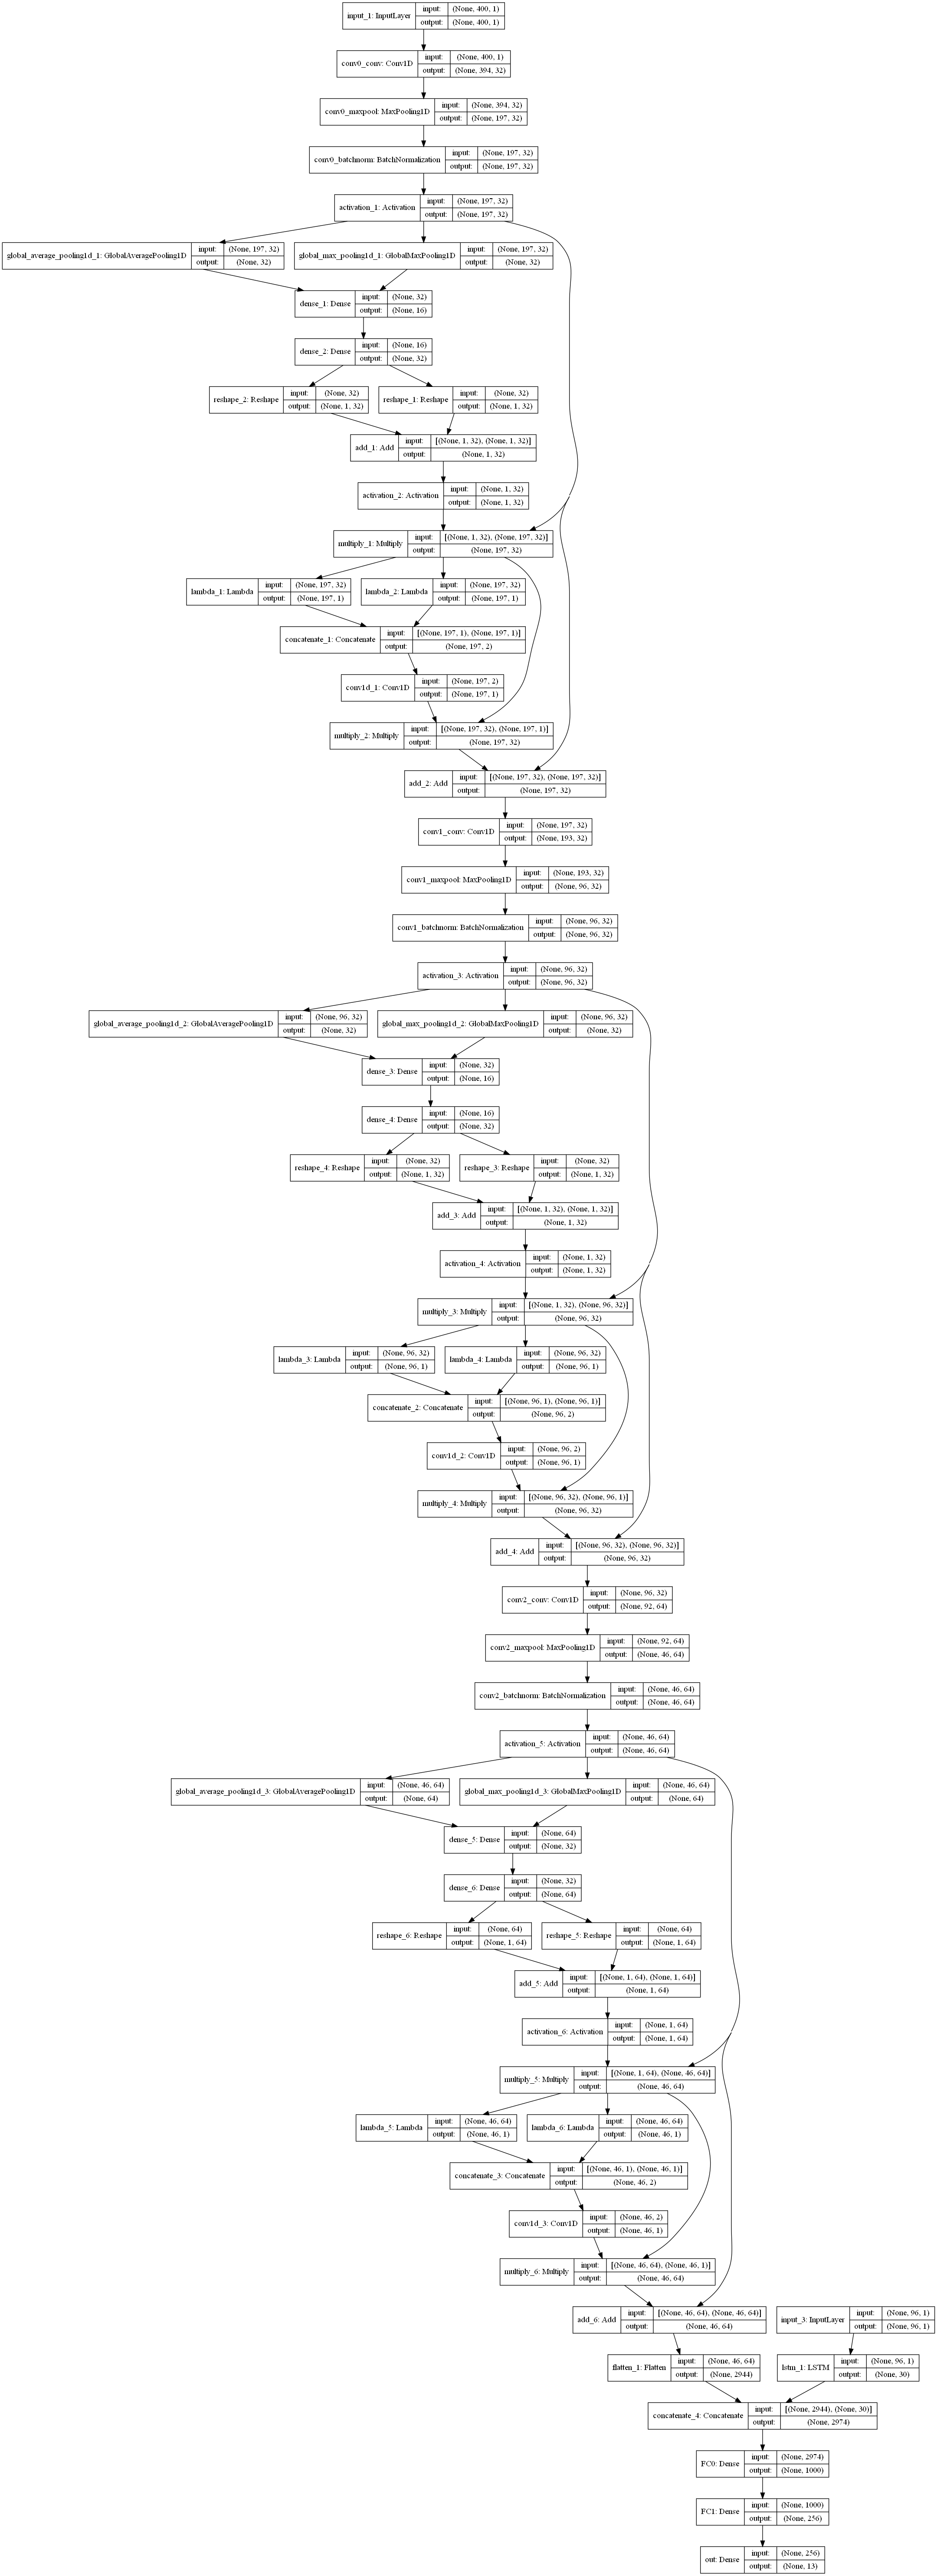 input_1: InputLayer
input: (None, 400, 1)
output: (None, 400, 1)
conv0_conv: Conv1D
input: (None, 400, 1)
output: (None, 394, 32)
conv0_maxpool: MaxPooling1D
input: (None, 394, 32)
output: (None, 197, 32)
conv0_batchnorm: BatchNormalization
input: (None, 197, 32)
output: (None, 197, 32)
activation_1: Activation
input: (None, 197, 32)
output: (None, 197, 32)
global_average_pooling1d_1: GlobalAveragePooling1D
input: (None, 197, 32)
output: (None, 32)
global_max_pooling1d_1: GlobalMaxPooling1D
input: (None, 197, 32)
output: (None, 32)
dense_1: Dense
input: (None, 32)
output: (None, 16)
dense_2: Dense
input: (None, 16)
output: (None, 32)
reshape_2: Reshape
input: (None, 32)
output: (None, 1, 32)
reshape_1: Reshape
input: (None, 32)
output: (None, 1, 32)
add_1: Add
input: [(None, 1, 32), (None, 1, 32)]
output: (None, 1, 32)
activation_2: Activation
input: (None, 1, 32)
output: (None, 1, 32)
multiply_1: Multiply
input: [(None, 1, 32), (None, 197, 32)]
output: (None, 197, 32)
lambda_1: Lambda
input: (None, 197, 32)
output: (None, 197, 1)
lambda_2: Lambda
input: (None, 197, 32)
output: (None, 197, 1)
concatenate_1: Concatenate
input: [(None, 197, 1), (None, 197, 1)]
output: (None, 197, 2)
conv1d_1: Conv1D
input: (None, 197, 2)
output: (None, 197, 1)
multiply_2: Multiply
input: [(None, 197, 32), (None, 197, 1)]
output: (None, 197, 32)
add_2: Add
input: [(None, 197, 32), (None, 197, 32)]
output: (None, 197, 32)
conv1_conv: Conv1D
input: (None, 197, 32)
output: (None, 193, 32)
conv1_maxpool: MaxPooling1D
input: (None, 193, 32)
output: (None, 96, 32)
conv1_batchnorm: BatchNormalization
input: (None, 96, 32)
output: (None, 96, 32)
activation_3: Activation
input: (None, 96, 32)
output: (None, 96, 32)
global_average_pooling1d_2: GlobalAveragePooling1D
input: (None, 96, 32)
output: (None, 32)
global_max_pooling1d_2: GlobalMaxPooling1D
input: (None, 96, 32)
output: (None, 32)
dense_3: Dense
input: (None, 32)
output: (None, 16)
dense_4: Dense
input: (None, 16)
output: (None, 32)
reshape_4: Reshape
input: (None, 32)
output: (None, 1, 32)
reshape_3: Reshape
input: (None, 32)
output: (None, 1, 32)
add_3: Add
input: [(None, 1, 32), (None, 1, 32)]
output: (None, 1, 32)
activation_4: Activation
input: (None, 1, 32)
output: (None, 1, 32)
multiply_3: Multiply
input: [(None, 1, 32), (None, 96, 32)]
output: (None, 96, 32)
lambda_3: Lambda
input: (None, 96, 32)
output: (None, 96, 1)
lambda_4: Lambda
input: (None, 96, 32)
output: (None, 96, 1)
concatenate_2: Concatenate
input: [(None, 96, 1), (None, 96, 1)]
output: (None, 96, 2)
conv1d_2: Conv1D
input: (None, 96, 2)
output: (None, 96, 1)
multiply_4: Multiply
input: [(None, 96, 32), (None, 96, 1)]
output: (None, 96, 32)
add_4: Add
input: [(None, 96, 32), (None, 96, 32)]
output: (None, 96, 32)
conv2_conv: Conv1D
input: (None, 96, 32)
output: (None, 92, 64)
conv2_maxpool: MaxPooling1D
input: (None, 92, 64)
output: (None, 46, 64)
conv2_batchnorm: BatchNormalization
input: (None, 46, 64)
output: (None, 46, 64)
activation_5: Activation
input: (None, 46, 64)
output: (None, 46, 64)
global_average_pooling1d_3: GlobalAveragePooling1D
input: (None, 46, 64)
output: (None, 64)
global_max_pooling1d_3: GlobalMaxPooling1D
input: (None, 46, 64)
output: (None, 64)
dense_5: Dense
input: (None, 64)
output: (None, 32)
dense_6: Dense
input: (None, 32)
output: (None, 64)
reshape_6: Reshape
input: (None, 64)
output: (None, 1, 64)
reshape_5: Reshape
input: (None, 64)
output: (None, 1, 64)
add_5: Add
input: [(None, 1, 64), (None, 1, 64)]
output: (None, 1, 64)
activation_6: Activation
input: (None, 1, 64)
output: (None, 1, 64)
multiply_5: Multiply
input: [(None, 1, 64), (None, 46, 64)]
output: (None, 46, 64)
lambda_5: Lambda
input: (None, 46, 64)
output: (None, 46, 1)
lambda_6: Lambda
input: (None, 46, 64)
output: (None, 46, 1)
concatenate_3: Concatenate
input: [(None, 46, 1), (None, 46, 1)]
output: (None, 46, 2)
conv1d_3: Conv1D
input: (None, 46, 2)
output: (None, 46, 1)
multiply_6: Multiply
input: [(None, 46, 64), (None, 46, 1)]
output: (None, 46, 64)
add_6: Add
input: [(None, 46, 64), (None, 46, 64)]
output: (None, 46, 64)
input_3: InputLayer
input: (None, 96, 1)
output: (None, 96, 1)
flatten_1: Flatten
input: (None, 46, 64)
output: (None, 2944)
lstm_1: LSTM
input: (None, 96, 1)
output: (None, 30)
concatenate_4: Concatenate
input: [(None, 2944), (None, 30)]
output: (None, 2974)
FC0: Dense
input: (None, 2974)
output: (None, 1000)
FC1: Dense
input: (None, 1000)
output: (None, 256)
out: Dense
input: (None, 256)
output: (None, 13)